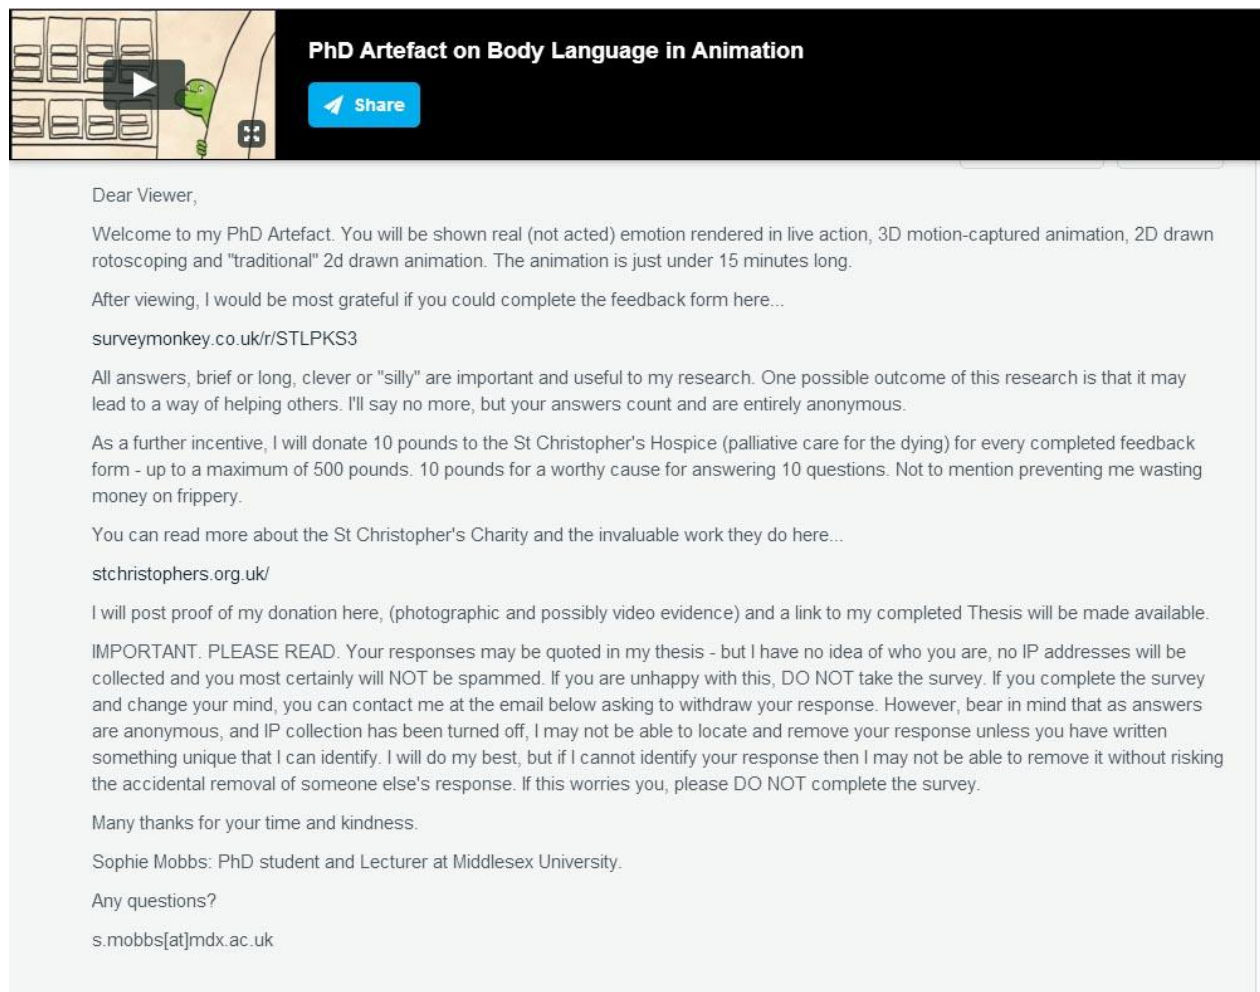 PhD Artefact on Body Language in Animation
Share
Dear Viewer,
Welcome to my PhD Artefact. You will be shown real (not acted) emotion rendered in live action, 3D motion-captured animation, 2D drawn
rotoscoping and "traditional" 2d drawn animation. The animation is just under 15 minutes long.
After viewing, I would be most grateful if you could complete the feedback form here...
surveymonkey.co.uk/r/STLPKS3
All answers, brief or long, clever or "silly" are important and useful to my research. One possible outcome of this research is that it may
lead to a way of helping others. I'll say no more, but your answers count and are entirely anonymous.
As a further incentive, I will donate 10 pounds to the St Christopher's Hospice (palliative care for the dying) for every completed feedback
form - up to a maximum of 500 pounds. 10 pounds for a worthy cause for answering 10 questions. Not to mention preventing me wasting
money on frippery.
You can read more about the St Christopher's Charity and the invaluable work they do here...
stchristophers.org.uk/
I will post proof of my donation here, (photographic and possibly video evidence) and a link to my completed Thesis will be made available.
IMPORTANT. PLEASE READ. Your responses may be quoted in my thesis - but I have no idea of who you are, no IP addresses will be
collected and you most certainly will NOT be spammed. If you are unhappy with this, DO NOT take the survey. If you complete the survey
and change your mind, you can contact me at the email below asking to withdraw your response. However, bear in mind that as answers
are anonymous, and IP collection has been turned off, I may not be able to locate and remove your response unless you have written
something unique that I can identify. I will do my best, but if I cannot identify your response then I may not be able to remove it without risking
the accidental removal of someone else's response. If this worries you, please DO NOT complete the survey.
Many thanks for your time and kindness.
Sophie Mobbs: PhD student and Lecturer at Middlesex University.
Any questions?
s.mobbs[at]mdx.ac.uk